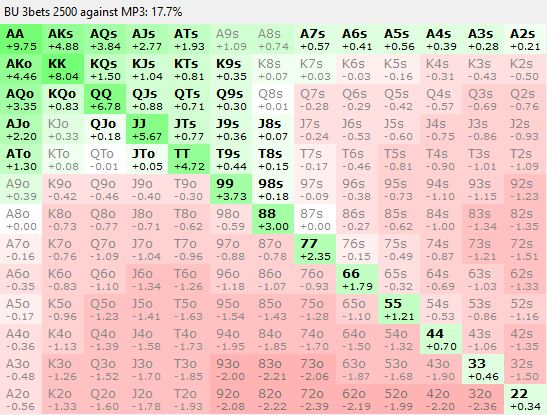 BU 3bets 2500 against MP3: 17.7%
AA AKs AQs AJs ATs A9s A8s A7s A6s A5s A4s A3s A2s
+9.75 +4.88 +3.84 +2.77 +1.93 +1.09 +0.74 +0.57 +0.41 +0.56 +0.39 +0.28 +0.21
AKo KK KQs KJs KTs K9s K8s K7s K6s K5s K4s K3s K2s
+4.46 +8.04 +1.50 +1.04 +0.81 +0.35 +0.07 +0.03 -0.03 -0.16 -0.31 -0.43 -0.50
AQo KQo QQ QJs QTs Q9s Q8s Q7s Q6s Q5s Q4s Q3s Q2s
+3.35 +0.83 +6.78 +0.88 +0.71 +0.30 +0.01 -0.28 -0.29 -0.42 -0.57 -0.69 -0.76
AJo KJo QJo JJ JTs J9s J8s J7s J6s J5s J4s J3s J2s
+2.20 +0.33 +0.18 +5.67 +0.77 +0.36 +0.07 -0.24 -0.53 -0.60 -0.75 -0.86 -0.93
ATo KTo QTo JTo TT T9s T8s T7s T6s T5s T4s T3s T2s
+1.30 +0.08 -0.01 +0.05 +4.72 +0.44 +0.15 -0.17 -0.46 -0.81 -0.90 -1.01 -1.09
A9o K9o Q9o J9o T9o 99 98s 97s 96s 95s 94s 93s 92s
+0.39 -0.42 -0.46 -0.40 -0.30 +3.73 +0.18 -0.09 -0.38 -0.73 -1.10 -1.15 -1.23
A8o K8o Q8o J8o T8o 98o 88 87s 86s 85s 84s 83s 82s
+0.00 -0.73 -0.77 -0.71 -0.62 -0.59 +3.00 +0.00 -0.27 -0.62 -1.00 -1.34 -1.35
A7o K7o Q7o J7o T7o 97o 87o 77 76s 75s 74s 73s 72s
-0.16 -0.76 -1.09 -1.04 -0.96 -0.88 -0.78 +2.35 -0.15 -0.49 -0.87 -1.21 -1.51
A6o K6o Q6o J6o T6o 96o 86o 76o 66 65s 64s 63s 62s
-0.35 -0.83 -1.10 -1.34 -1.26 -1.18 -1.07 -0.93 +1.79 -0.32 -0.69 -1.03 -1.33
A5o K5o Q5o J5o T5o 95o 85o 75o 65o 55 54s 53s 52s
-0.17 -0.96 -1.23 -1.41 -1.63 -1.54 -1.43 -1.28 -1.10 +1.21 -0.53 -0.86 -1.16
A4o K4o Q4o J4o T4o 94o 84o 74o 64o 54o 44 43s 42s
-0.36 -1.13 -1.39 -1.58 -1.73 -1.95 -1.85 -1.70 -1.50 -1.32 +0.70 -1.06 -1.35
A3o K3o Q3o J3o T3o 93o 83o 73o 63o 53o 43o 33 32s
-0.48 -1.26 -1.52 -1.70 -1.85 -2.00 -2.21 -2.06 -1.87 -1.68 -1.90 +0.46 -1.50
A2o K2o Q2o J2o T2o 92o 82o 72o 62o 52o 42o 32o 22
-0.56 -1.33 -1.60 -1.78 -1.93 -2.08 -2.22 -2.39 -2.19 -1.99 -2.20 -2.36 +0.34